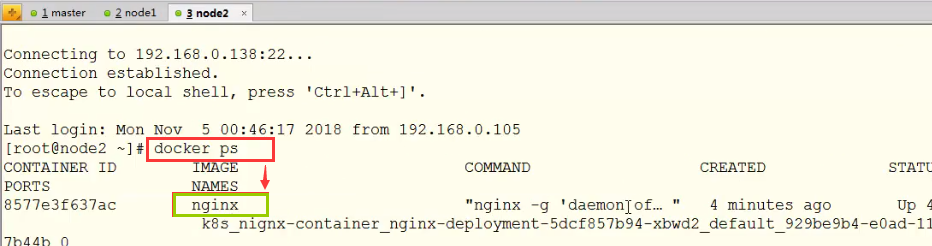 1 master
2 node1
3 node2 ×
Connecting to 192.168.0.138:22...
Connection established.
To escape to local shell, press 'Ctrl+Alt+]'.
Last login: Mon Nov  5 00:46:17 2018 from 192.168.0.105
[root@node2 ~]# docker ps
CONTAINER ID IMAGE COMMAND CREATED STATU
PORTS NAMES
8577e3f637ac nginx "nginx -g 'daemon of… " 4 minutes ago Up 4
k8s_nignx-container_nginx-deployment-5dcf857b94-xbwd2_default_929be9b4-e0ad-11
7b44b_0